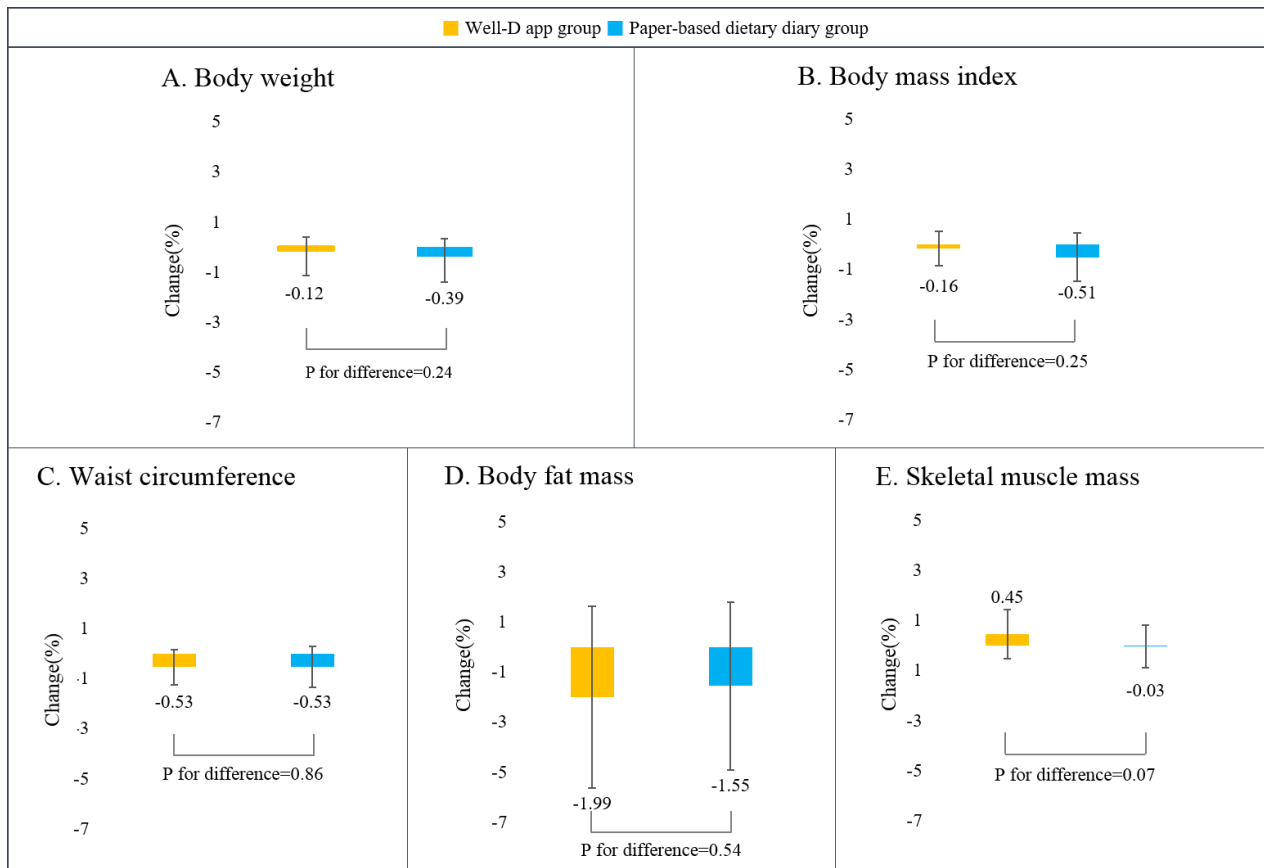 Well-D app group Paper-based dietary diary group
A. Body weight
5
3
1
-1
-3
-5
-7
Change(%)
-0.12
-0.39
P for difference=0.24
B. Body mass index
5
3
1
-1
-3
-5
-7
Change(%)
-0.16
-0.51
P for difference=0.25
C. Waist circumference
5
3
1
-1
-3
-5
-7
Change(%)
-0.53
-0.53
P for difference=0.86
D. Body fat mass
5
3
1
-1
-3
-5
-7
Change(%)
-1.99
-1.55
P for difference=0.54
E. Skeletal muscle mass
5
3
1
1
-3
-5
-7
Change(%)
0.45
-0.03
P for difference=0.07